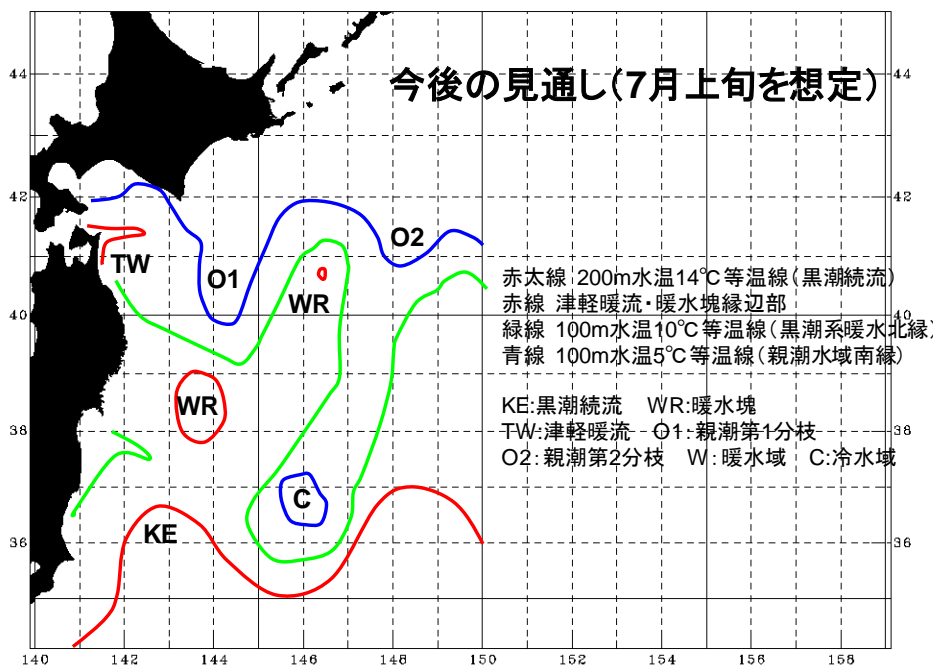 今後の見通し(7月上旬を想定)
44
44
42
42
TW
O1
O2
WR
赤太線 200m水温14℃等温線(黒潮続流)
赤線 津軽暖流・暖水塊縁辺部
40
40
緑線 100m水温10℃等温線(黒潮系暖水北縁)
青線 100m水温5℃等温線(親潮水域南縁)
WR
KE:黒潮続流 WR:暖水塊
TW:津軽暖流 O1:親潮第1分枝
38
38
O2:親潮第2分枝 W:暖水域 C:冷水域
C
KE
36
36
140 142 144 146 148 150 152 154 156 158